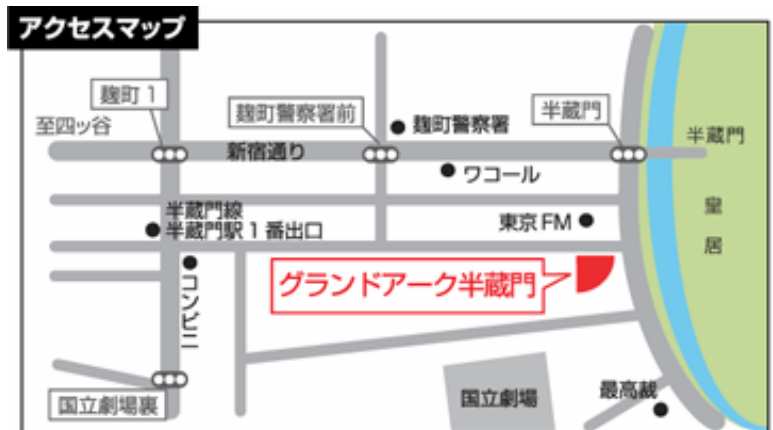 アクセスマップ
麹町1
麹町警察署前
麹町警察署
半蔵門
至四ッ谷
新宿通り
半蔵門
ワコール
半蔵門線
半蔵門駅1番出口
東京FM
皇居
コンビニ
グランドアーク半蔵門
国立劇場裏
国立劇場
最高裁